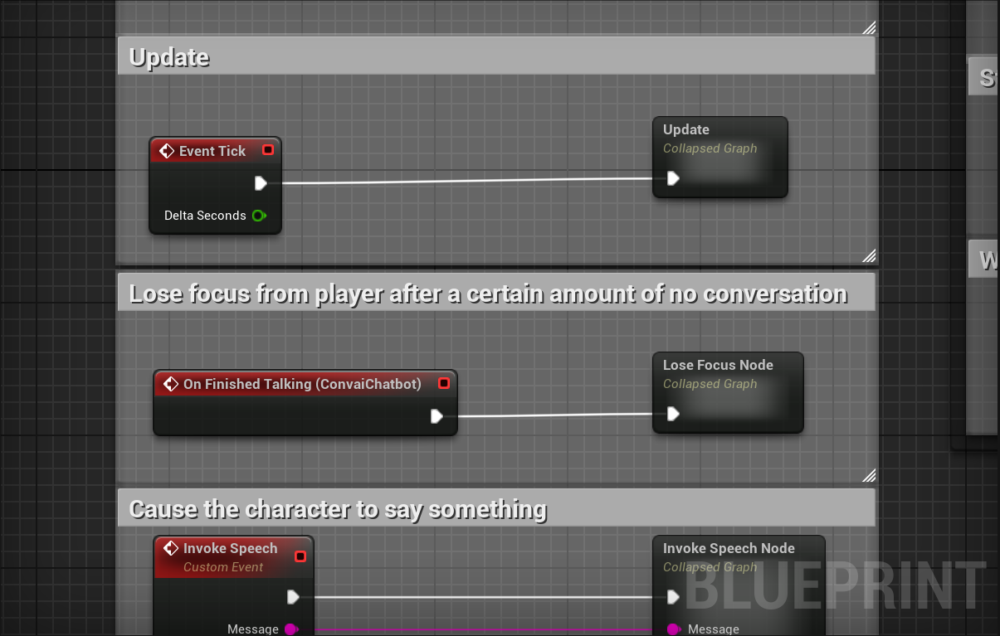 Update
Event Tick
Delta Seconds
Update
Collapsed Graph
Lose focus from player after a certain amount of no conversation
On Finished Talking (ConvaiChatbot)
Lose Focus Node
Collapsed Graph
Cause the character to say something
Invoke Speech
Custom Event
Message
Invoke Speech Node
Collapsed Graph
Message
BLUEPRINT